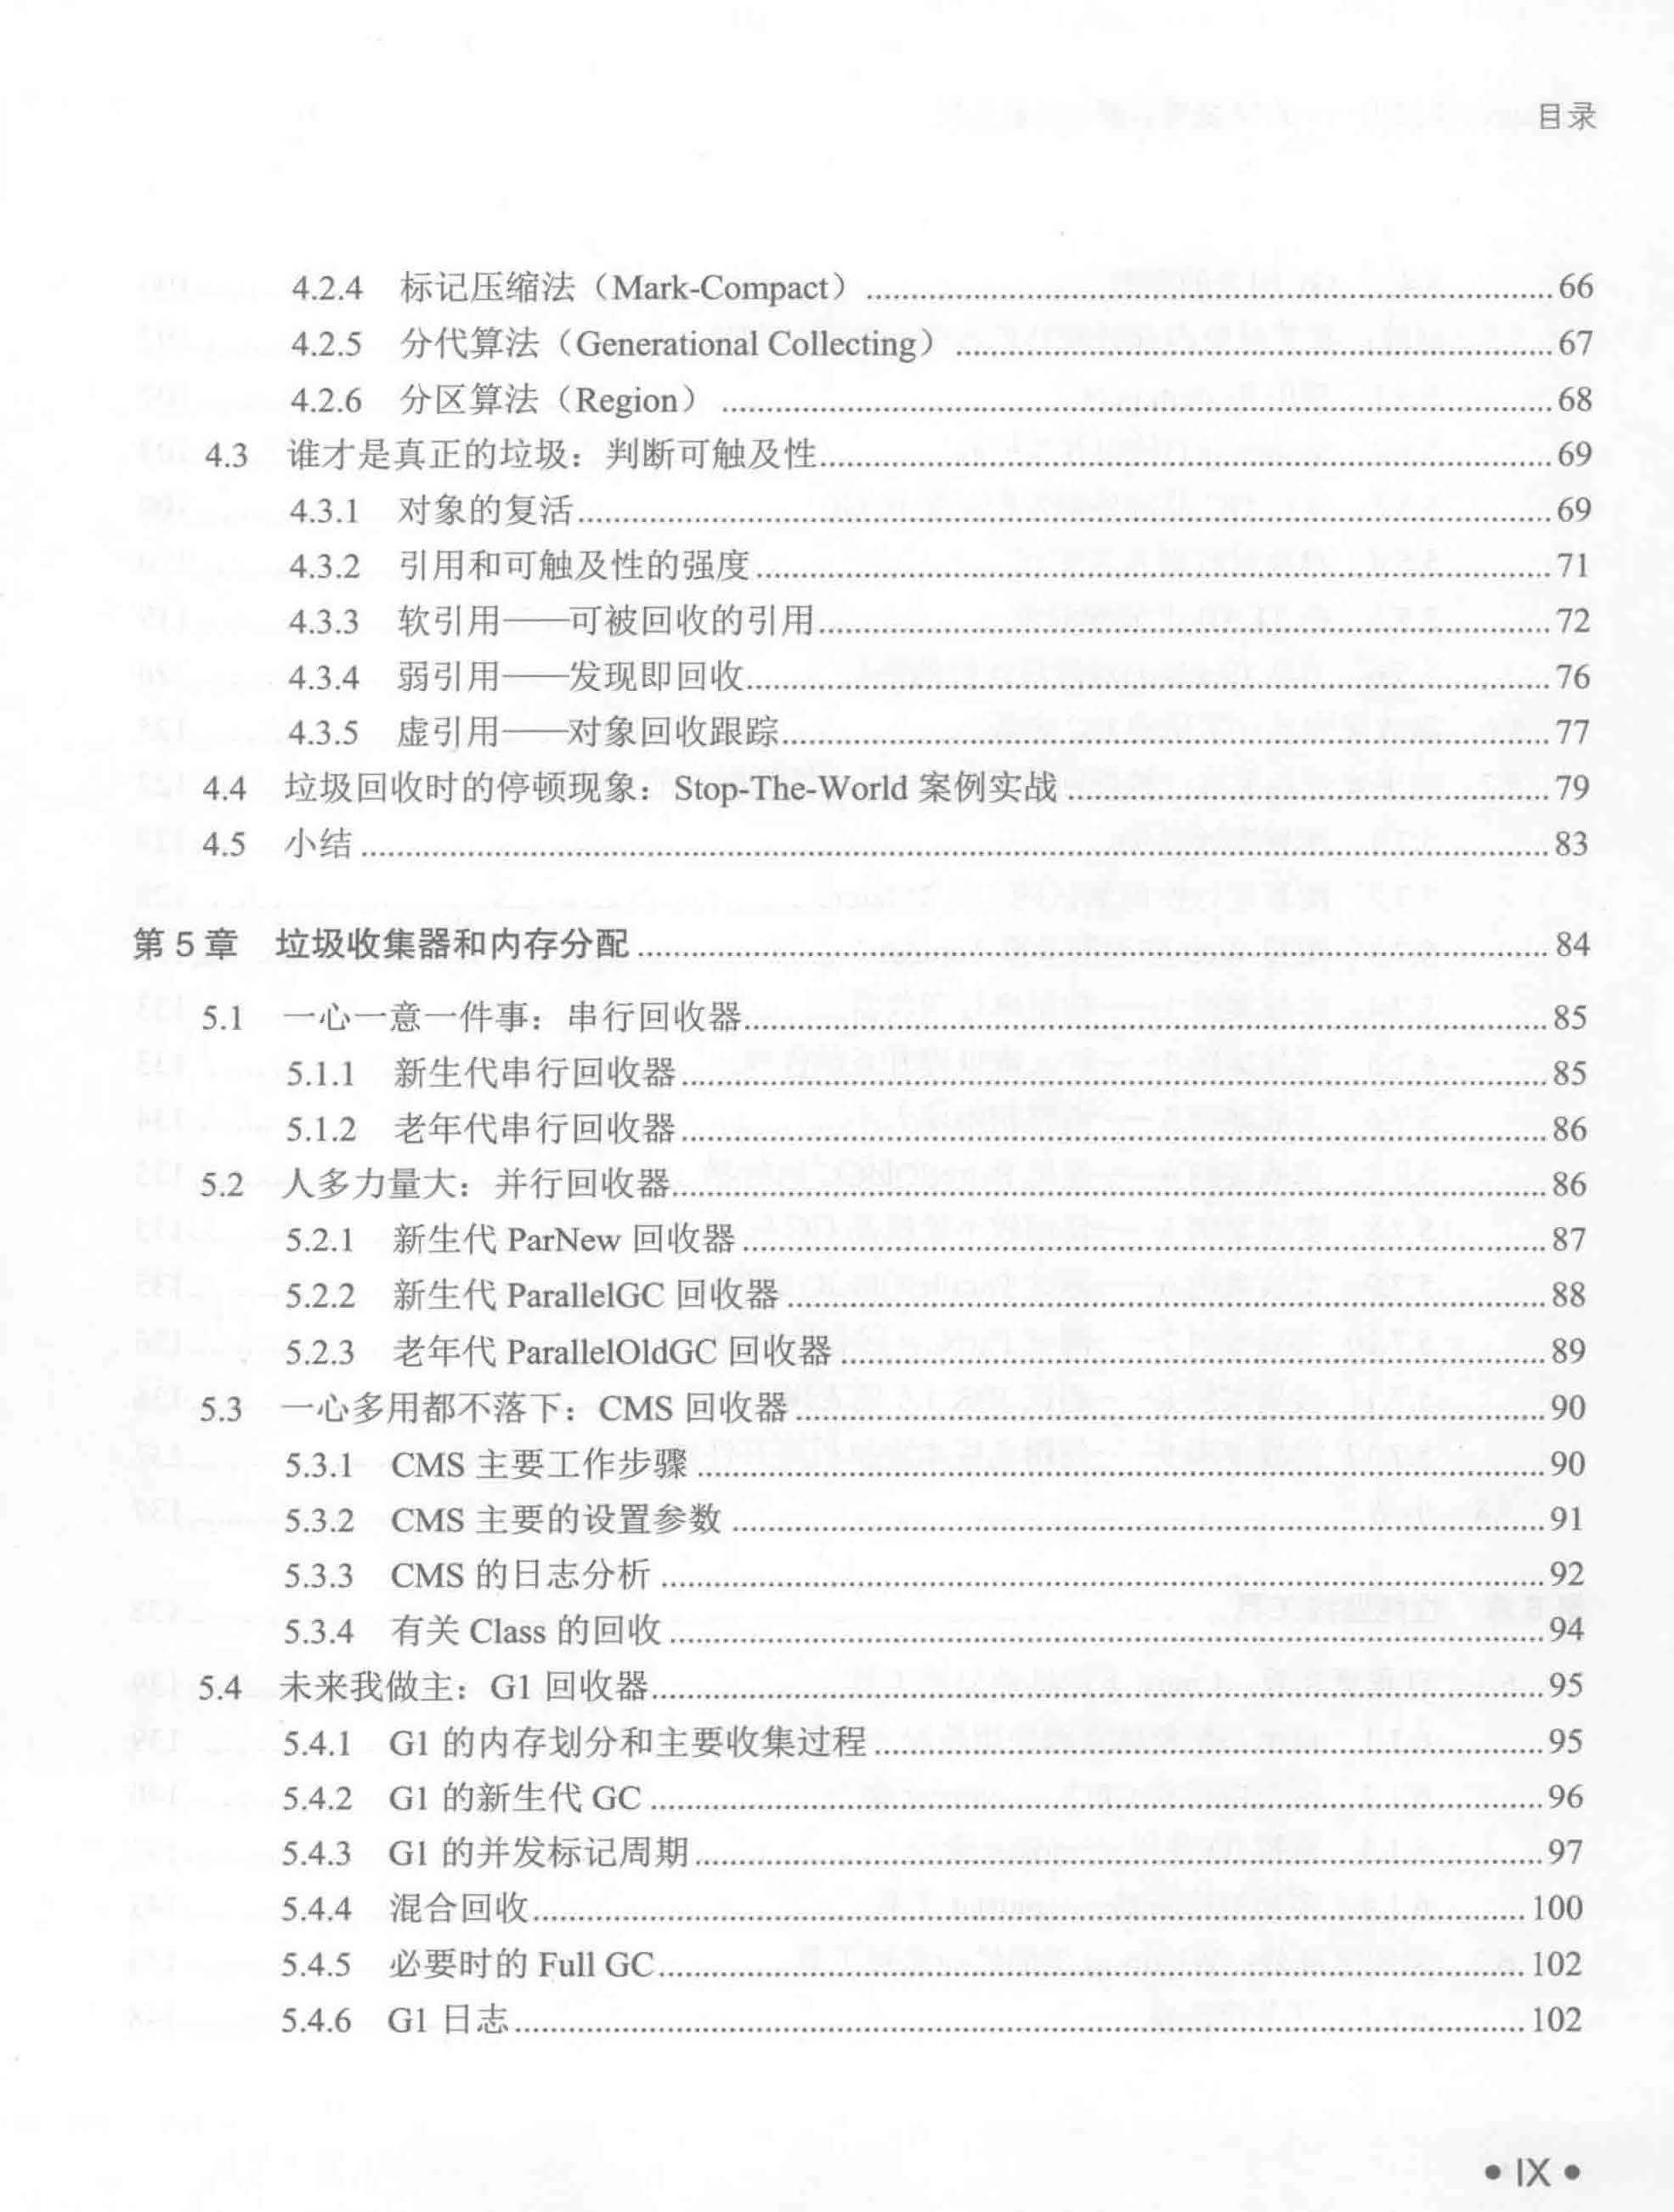 目录
4.2.4 标记压缩法（Mark-Compact）........66
4.2.5 分代算法（Generational Collecting）........67
4.2.6 分区算法（Region）........68
4.3 谁才是真正的垃圾：判断可触及性........69
4.3.1 对象的复活........69
4.3.2 引用和可触及性的强度........71
4.3.3 软引用——可被回收的引用........72
4.3.4 弱引用——发现即回收........76
4.3.5 虚引用——对象回收跟踪........77
4.4 垃圾回收时的停顿现象：Stop-The-World 案例实战........79
4.5 小结........83
第 5 章 垃圾收集器和内存分配........84
5.1 一心一意一件事：串行回收器........85
5.1.1 新生代串行回收器........85
5.1.2 老年代串行回收器........86
5.2 人多力量大：并行回收器........86
5.2.1 新生代 ParNew 回收器........87
5.2.2 新生代 ParallelGC 回收器........88
5.2.3 老年代 ParallelOldGC 回收器........89
5.3 一心多用都不落下：CMS 回收器........90
5.3.1 CMS 主要工作步骤........90
5.3.2 CMS 主要的设置参数........91
5.3.3 CMS 的日志分析........92
5.3.4 有关 Class 的回收........94
5.4 未来我做主：G1 回收器........95
5.4.1 G1 的内存划分和主要收集过程........95
5.4.2 G1 的新生代 GC........96
5.4.3 G1 的并发标记周期........97
5.4.4 混合回收........100
5.4.5 必要时的 Full GC........102
5.4.6 G1 日志........102
• IX •